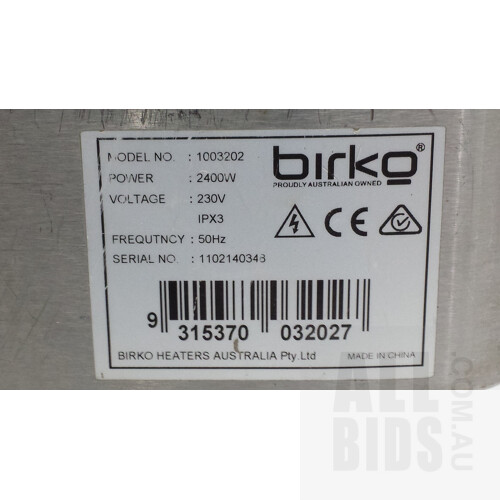 MODEL NO. : 1003202
POWER : 2400W
VOLTAGE : 230V
IPX3
FREQUTNCY : 50Hz
SERIAL NO. : 1102140348
birko®
PROUDLY AUSTRALIAN OWNED
CE
9 315370 032027
BIRKO HEATERS AUSTRALIA Pty.Ltd
MADE IN CHINA
ALL
BIDS
.COM.AU